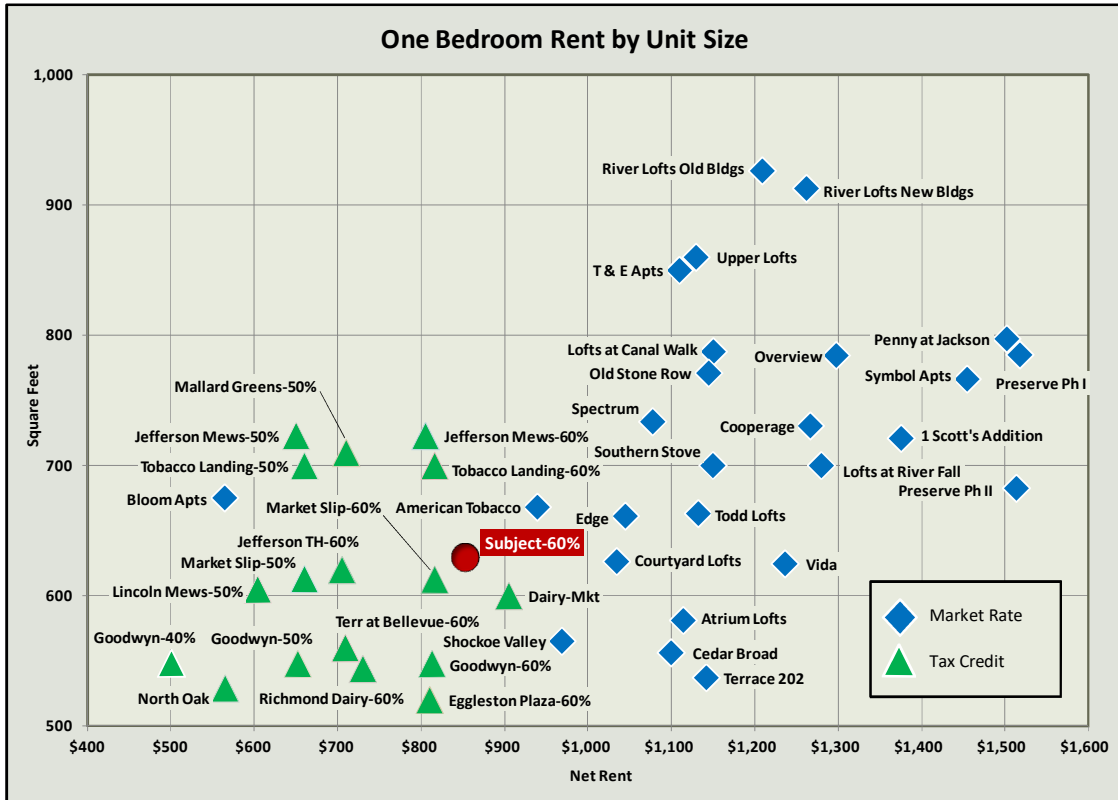 One Bedroom Rent by Unit Size
1,000
900
800
700
600
500
Square Feet
River Lofts Old Bldgs
River Lofts New Bldgs
Upper Lofts
T & E Apts
Penny at Jackson
Lofts at Canal Walk
Overview
Preserve Ph I
Old Stone Row
Symbol Apts
Mallard Greens-50%
Spectrum
Cooperage
Jefferson Mews-50%
Jefferson Mews-60%
1 Scott's Addition
Southern Stove
Tobacco Landing-50%
Tobacco Landing-60%
Lofts at River Fall
Preserve Ph II
Bloom Apts
Market Slip-60%
American Tobacco
Edge
Todd Lofts
Jefferson TH-60%
Subject-60%
Market Slip-50%
Courtyard Lofts
Vida
Lincoln Mews-50%
Dairy-Mkt
Terr at Bellevue-60%
Atrium Lofts
Goodwyn-40%
Goodwyn-50%
Shockoe Valley
Cedar Broad
Goodwyn-60%
Terrace 202
North Oak
Richmond Dairy-60%
Eggleston Plaza-60%
Market Rate
Tax Credit
$400 $500 $600 $700 $800 $900 $1,000 $1,100 $1,200 $1,300 $1,400 $1,500 $1,600
Net Rent